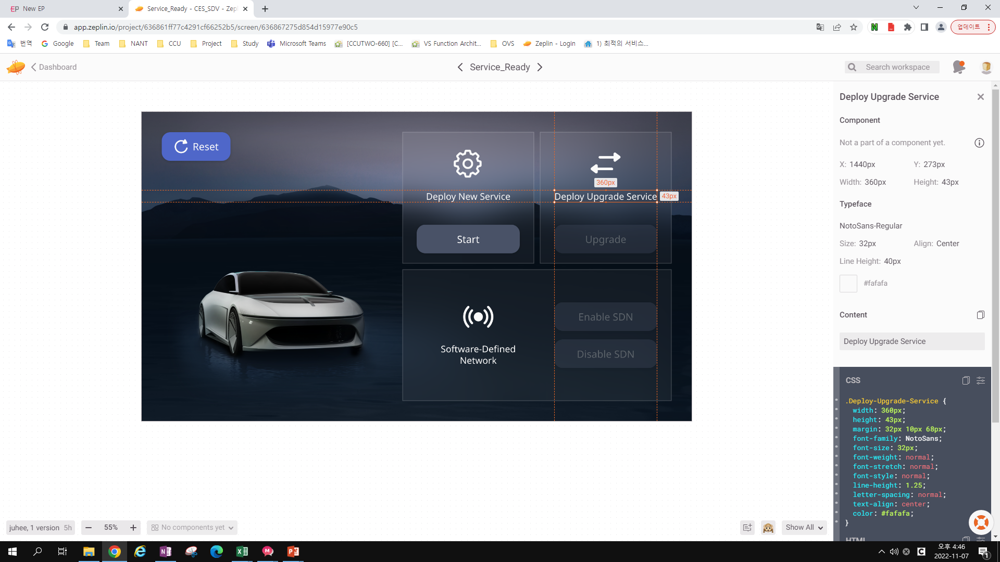 EP New EP
Service_Ready - CES_SDV - Zepl
app.zeplin.io/project/636861ff77c4291cf66252b5/screen/636867275d854d15977e90c5
업데이트
번역 Google Team NANT CCU Project Study Microsoft Teams [CCUTWO-660] [C... VS Function Archit... OVS Zeplin - Login 1) 최적의 서비스...
Dashboard
Service_Ready
Search workspace
Reset
Deploy New Service
Start
360px
Deploy Upgrade Service
43px
Upgrade
Software-Defined
Network
Enable SDN
Disable SDN
Deploy Upgrade Service
Component
Not a part of a component yet.
X: 1440px Y: 273px
Width: 360px Height: 43px
Typeface
NotoSans-Regular
Size: 32px Align: Center
Line Height: 40px
#fafafa
Content
Deploy Upgrade Service
CSS
.Deploy-Upgrade-Service {
width: 360px;
height: 43px;
margin: 32px 10px 68px;
font-family: NotoSans;
font-size: 32px;
font-weight: normal;
font-stretch: normal;
font-style: normal;
line-height: 1.25;
letter-spacing: normal;
text-align: center;
color: #fafafa;
}
HTML
juhee, 1 version 5h
55%
No components yet
Show All
오후 4:46
2022-11-07
1